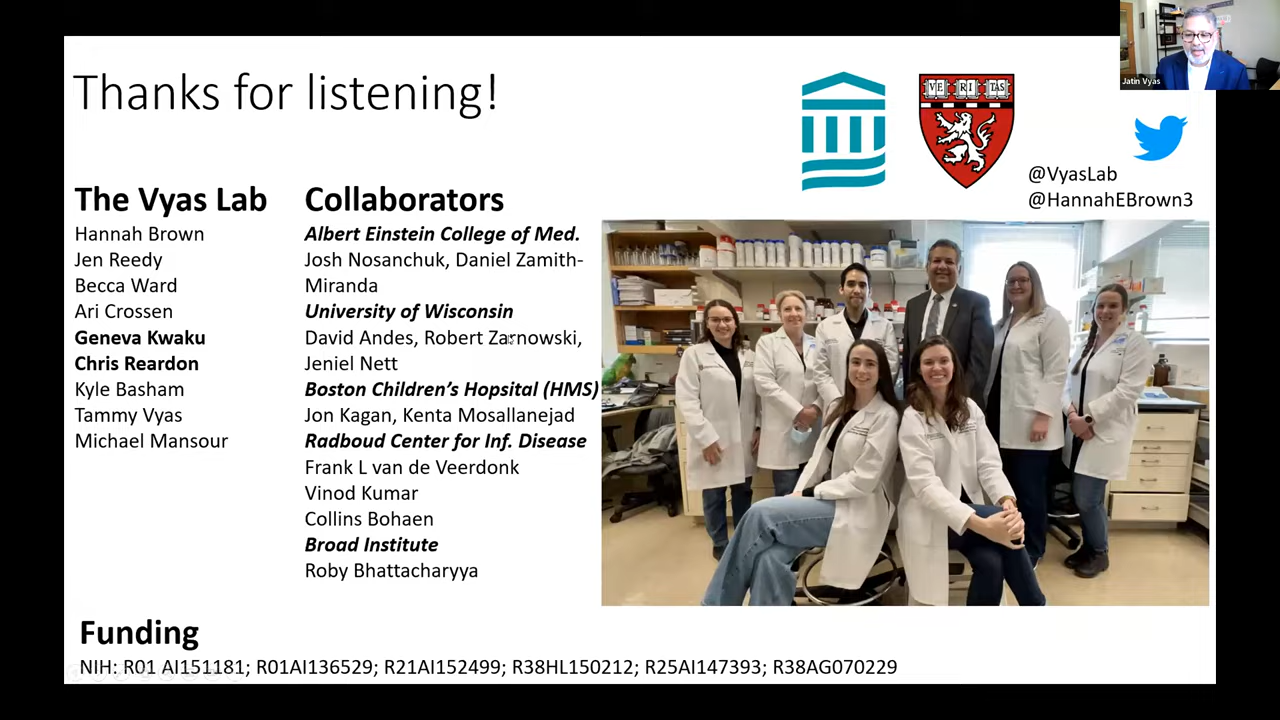 Thanks for listening!
Jatin Vyas
VE RI TAS
@VyasLab
@HannahEBrown3
The Vyas Lab
Hannah Brown
Jen Reedy
Becca Ward
Ari Crossen
Geneva Kwaku
Chris Reardon
Kyle Basham
Tammy Vyas
Michael Mansour
Collaborators
Albert Einstein College of Med.
Josh Nosanchuk, Daniel Zamith-
Miranda
University of Wisconsin
David Andes, Robert Zarnowski,
Jeniel Nett
Boston Children's Hopsital (HMS)
Jon Kagan, Kenta Mosallanejad
Radboud Center for Inf. Disease
Frank L van de Veerdonk
Vinod Kumar
Collins Bohaen
Broad Institute
Roby Bhattacharyya
Funding
NIH: R01 AI151181; R01AI136529; R21AI152499; R38HL150212; R25AI147393; R38AG070229